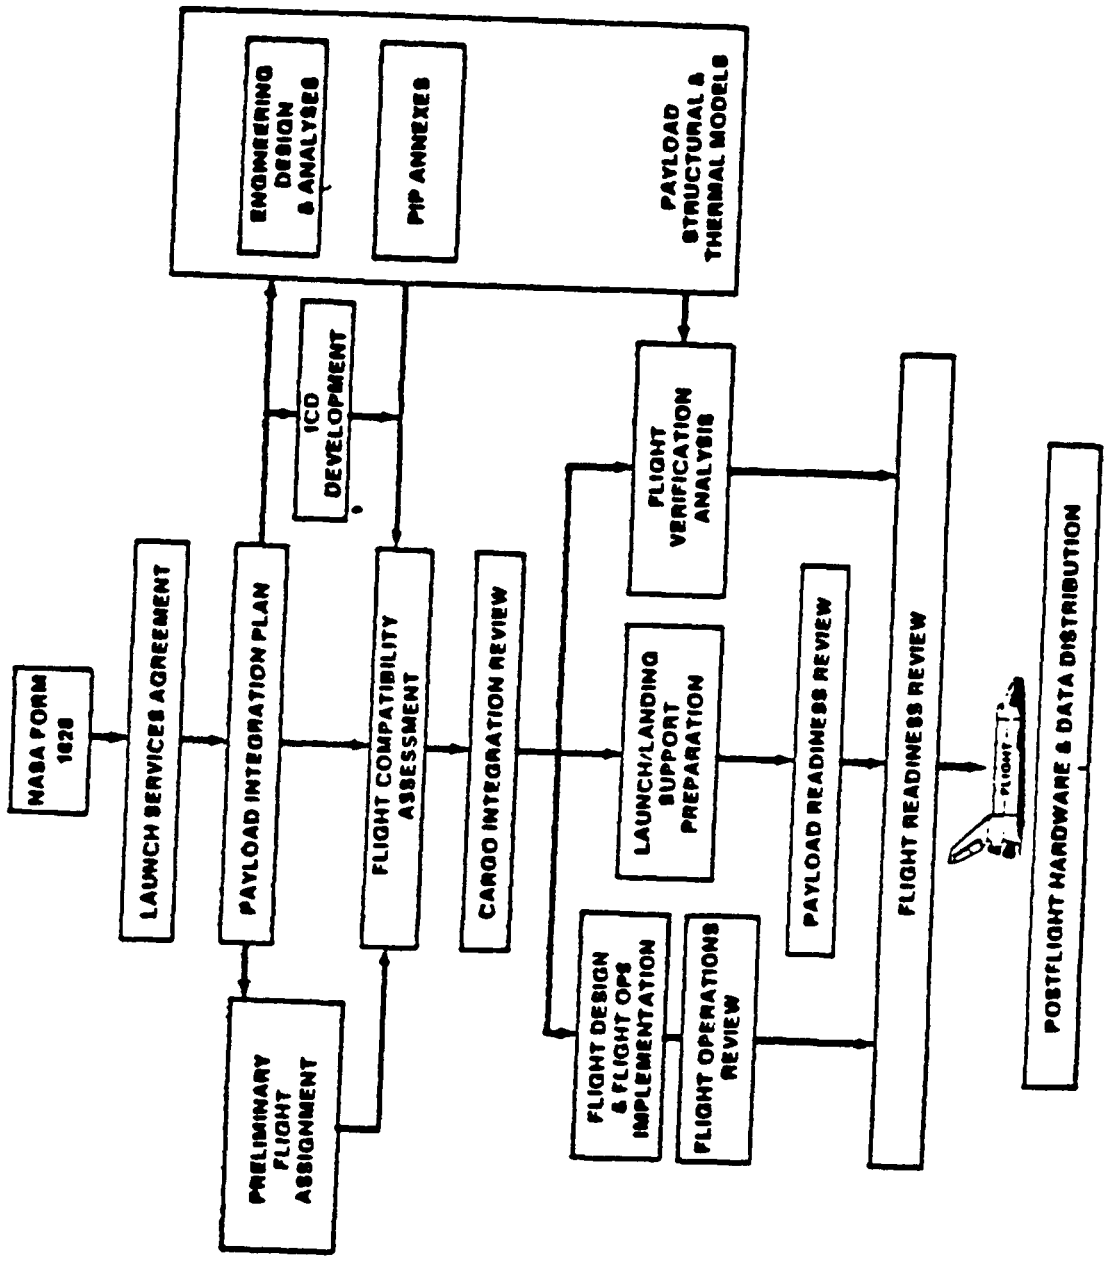 NASA FORM
1628
LAUNCH SERVICES AGREEMENT
PAYLOAD INTEGRATION PLAN
PRELIMINARY
FLIGHT
ASSIGNMENT
ICD
DEVELOPMENT
ENGINEERING
DESIGN
& ANALYSES
PIP ANNEXES
PAYLOAD
STRUCTURAL &
THERMAL MODELS
FLIGHT COMPATIBILITY
ASSESSMENT
CARGO INTEGRATION REVIEW
FLIGHT DESIGN
& FLIGHT OPS
IMPLEMENTATION
FLIGHT OPERATIONS
REVIEW
LAUNCH/LANDING
SUPPORT
PREPARATION
FLIGHT
VERIFICATION
ANALYSIS
PAYLOAD READINESS REVIEW
FLIGHT READINESS REVIEW
FLIGHT
POSTFLIGHT HARDWARE & DATA DISTRIBUTION